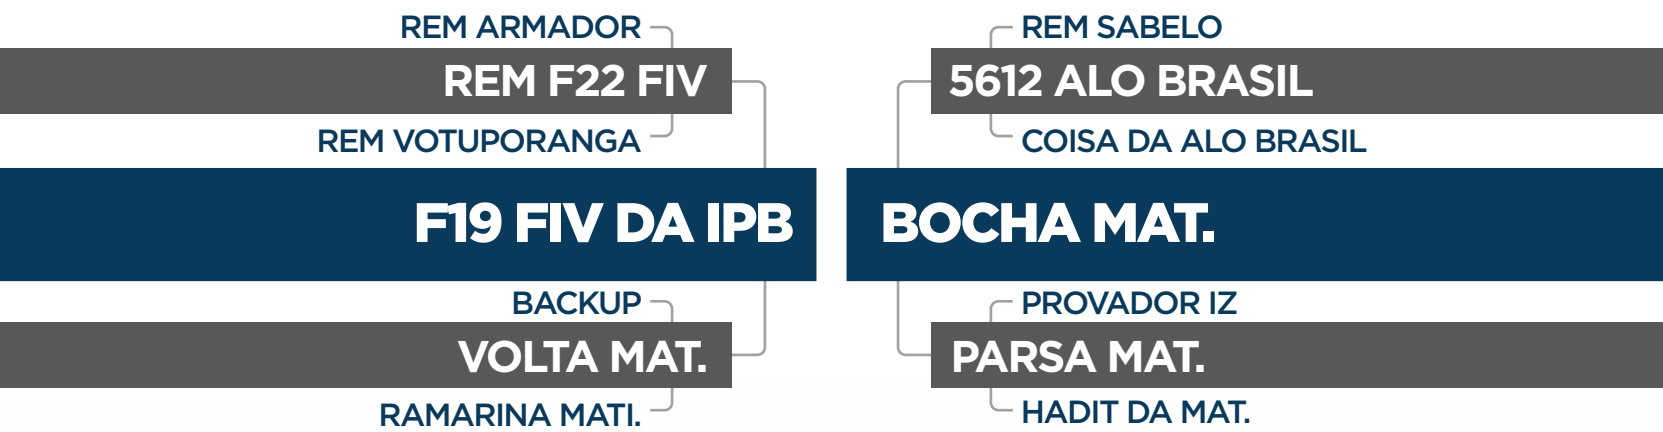 REM ARMADOR
REM F22 FIV
REM VOTUPORANGA
F19 FIV DA IPB
BACKUP
VOLTA MAT.
RAMARINA MATI.
REM SABELO
5612 ALO BRASIL
COISA DA ALO BRASIL
BOCHA MAT.
PROVADOR IZ
PARSA MAT.
HADIT DA MAT.